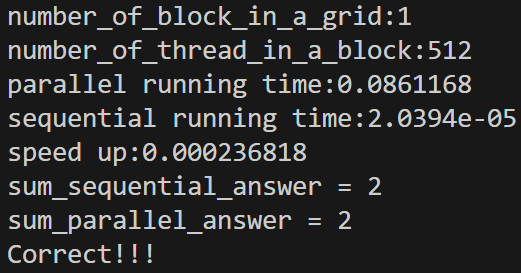 number_of_block_in_a_grid:1
number_of_thread_in_a_block:512
parallel running time:0.0861168
sequential running time:2.0394e-05
speed up:0.000236818
sum_sequential_answer = 2
sum_parallel_answer = 2
Correct!!!